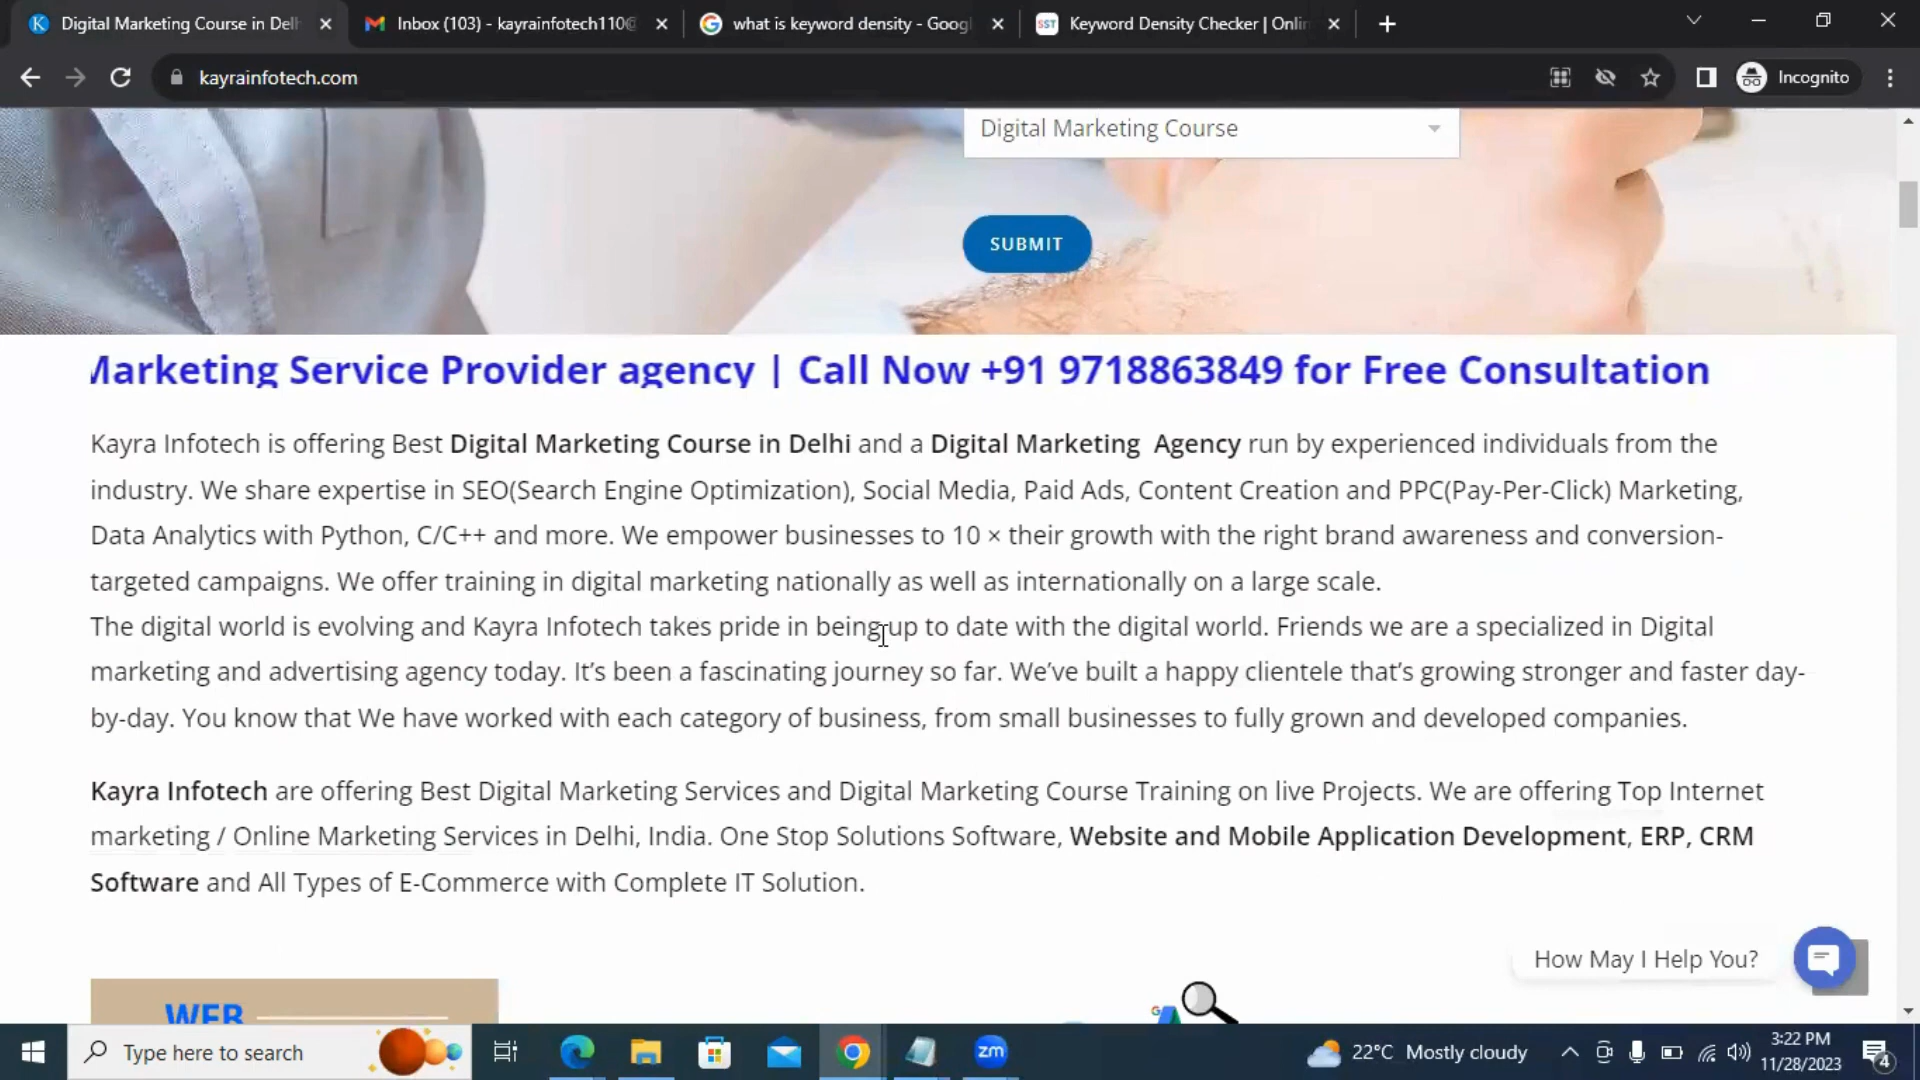 Digital Marketing Course in Delh
Inbox (103) - kayrainfotech110@
what is keyword density - Googl
SST
Keyword Density Checker | Onlin
kayrainfotech.com
Incognito
Digital Marketing Course
SUBMIT
Marketing Service Provider agency | Call Now +91 9718863849 for Free Consultation
Kayra Infotech is offering Best Digital Marketing Course in Delhi and a Digital Marketing Agency run by experienced individuals from the
industry. We share expertise in SEO(Search Engine Optimization), Social Media, Paid Ads, Content Creation and PPC(Pay-Per-Click) Marketing,
Data Analytics with Python, C/C++ and more. We empower businesses to 10 × their growth with the right brand awareness and conversion-
targeted campaigns. We offer training in digital marketing nationally as well as internationally on a large scale.
The digital world is evolving and Kayra Infotech takes pride in being up to date with the digital world. Friends we are a specialized in Digital
marketing and advertising agency today. It’s been a fascinating journey so far. We’ve built a happy clientele that’s growing stronger and faster day-
by-day. You know that We have worked with each category of business, from small businesses to fully grown and developed companies.
Kayra Infotech are offering Best Digital Marketing Services and Digital Marketing Course Training on live Projects. We are offering Top Internet
marketing / Online Marketing Services in Delhi, India. One Stop Solutions Software, Website and Mobile Application Development, ERP, CRM
Software and All Types of E-Commerce with Complete IT Solution.
How May I Help You?
WEB
Type here to search
zm
22°C Mostly cloudy
3:22 PM
11/28/2023
4